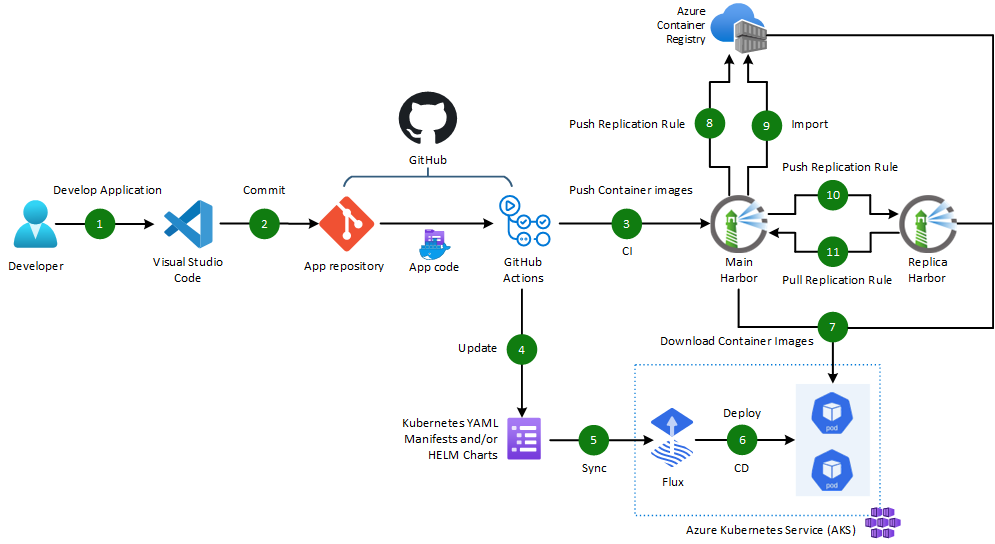 Azure
Container
Registry
8
9
Push Replication Rule
Import
GitHub
Develop Application
Commit
Push Container images
Push Replication Rule
1
2
3
10
11
Developer
Visual Studio
Code
App repository
App code
GitHub
Actions
CI
Main
Harbor
Pull Replication Rule
Replica
Harbor
7
Download Container Images
Update
4
Kubernetes YAML
Manifests and/or
HELM Charts
5
Sync
Flux
Deploy
6
CD
pod
pod
Azure Kubernetes Service (AKS)